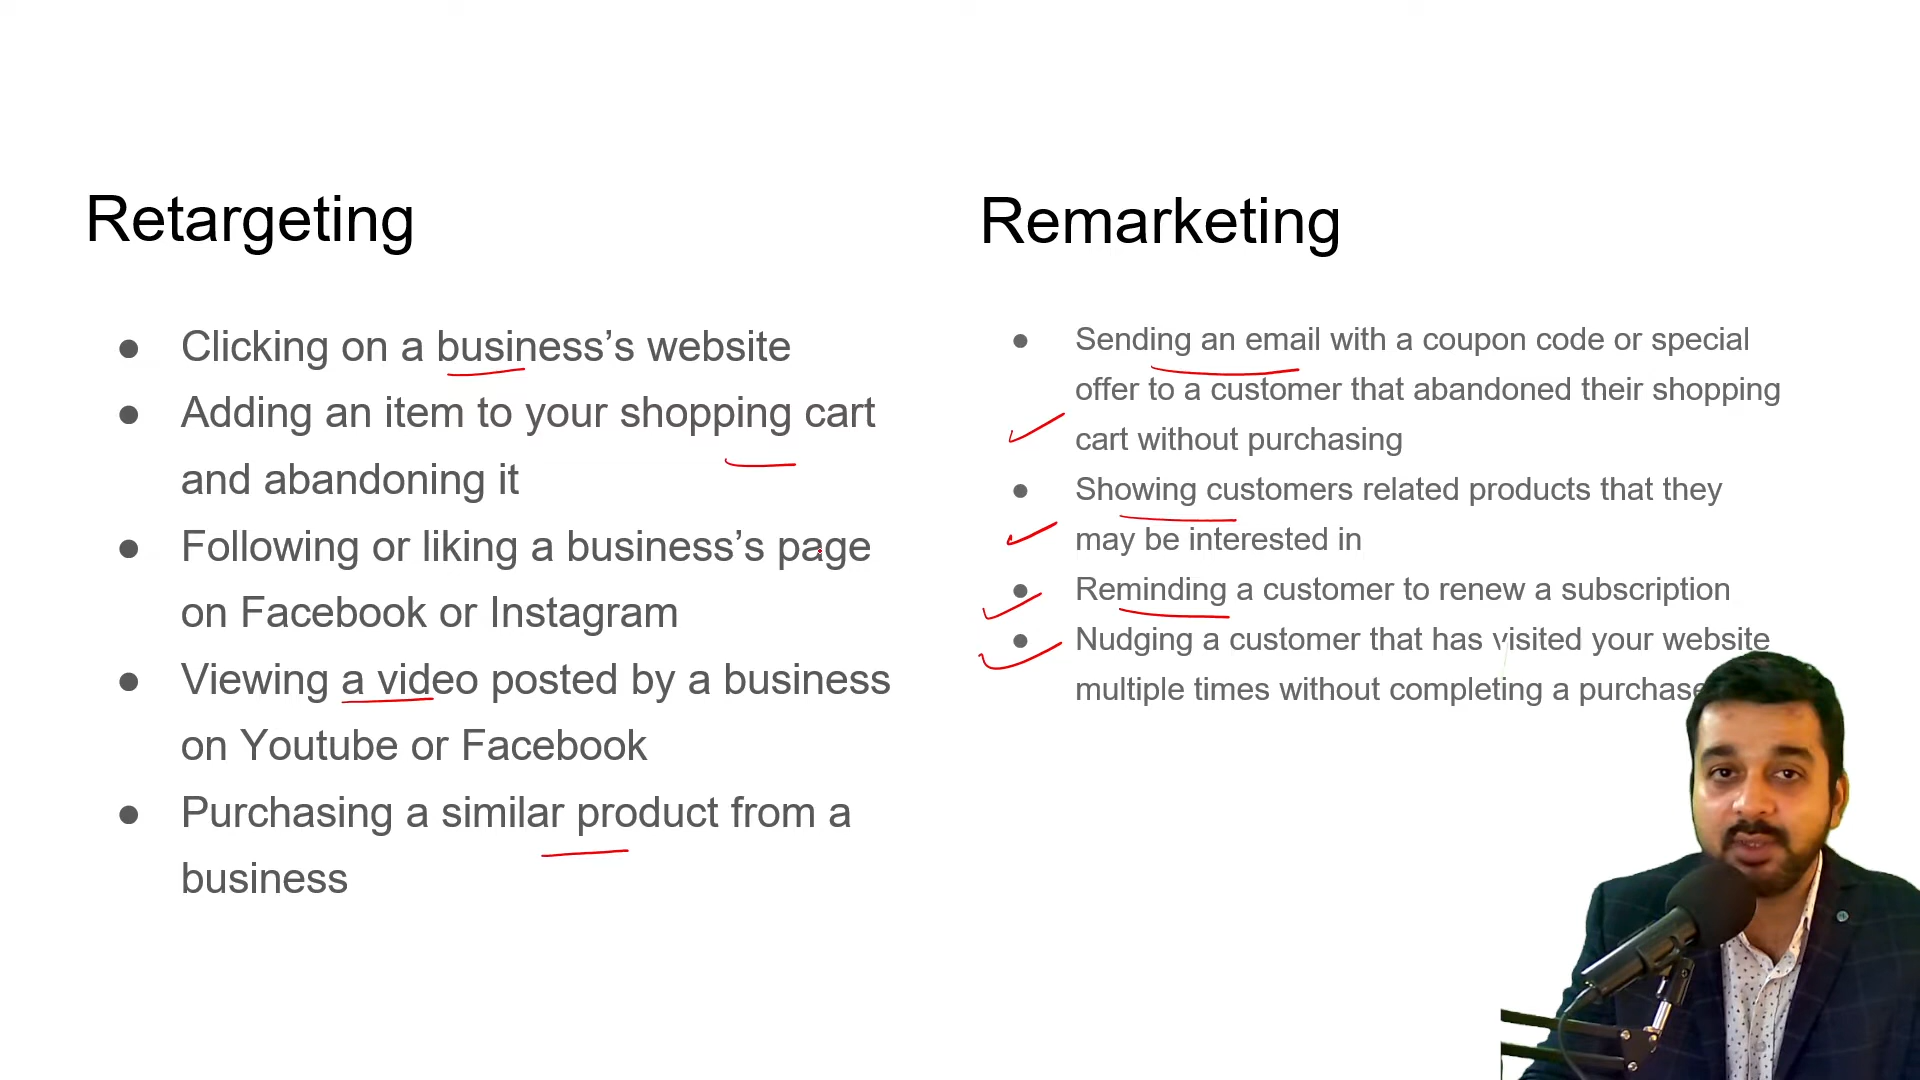 Retargeting
● Clicking on a business’s website
● Adding an item to your shopping cart
and abandoning it
● Following or liking a business’s page
on Facebook or Instagram
● Viewing a video posted by a business
on Youtube or Facebook
● Purchasing a similar product from a
business
Remarketing
● Sending an email with a coupon code or special
offer to a customer that abandoned their shopping
cart without purchasing
● Showing customers related products that they
may be interested in
● Reminding a customer to renew a subscription
● Nudging a customer that has visited your website
multiple times without completing a purchase